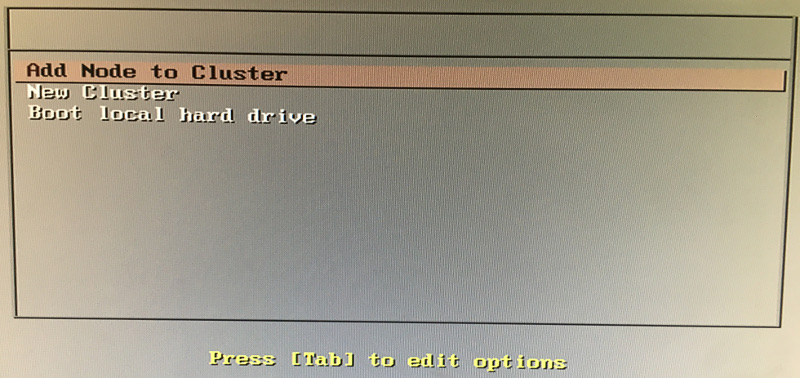 Add Node to Cluster
New Cluster
Boot local hard drive
Press [Tab] to edit options